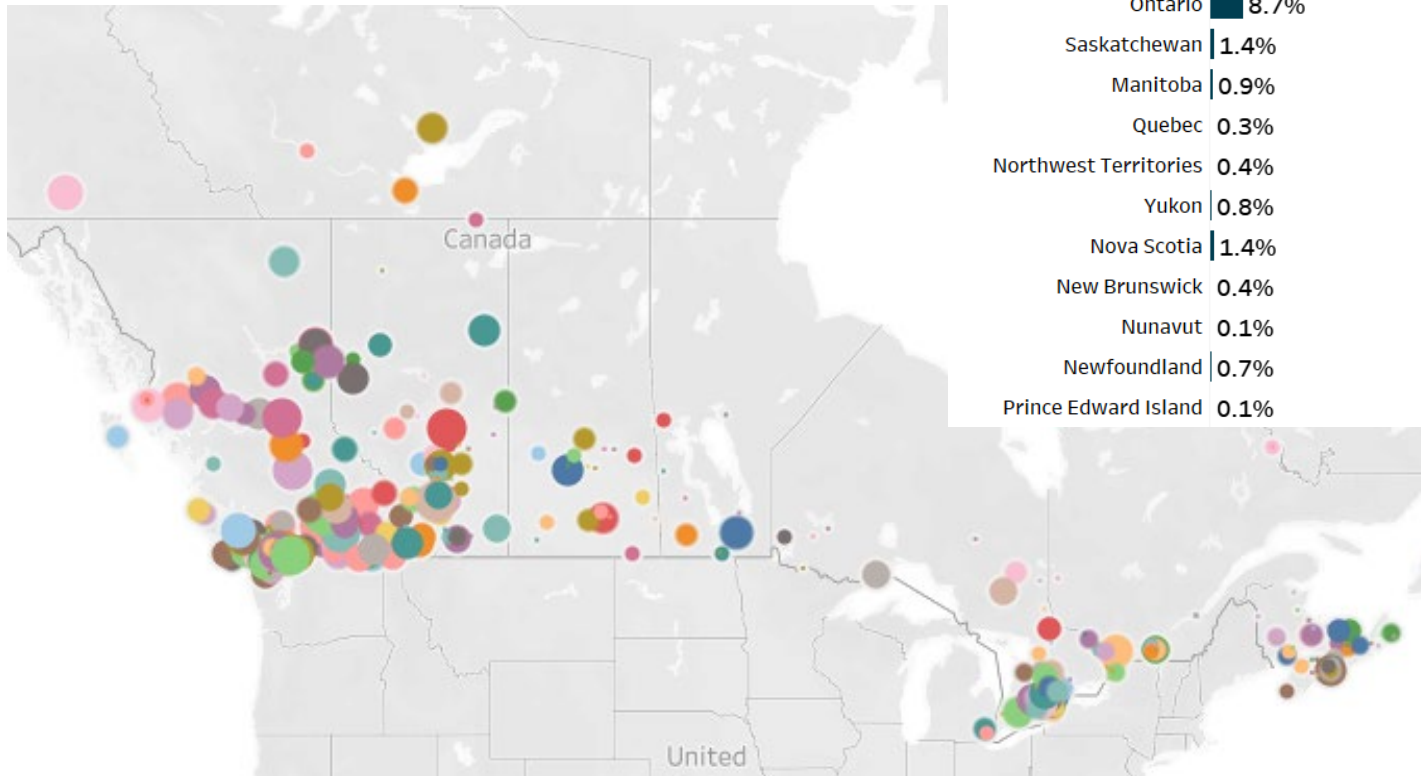 Ontario 8.7%
Saskatchewan 1.4%
Manitoba 0.9%
Quebec 0.3%
Northwest Territories 0.4%
Yukon 0.8%
Nova Scotia 1.4%
New Brunswick 0.4%
Nunavut 0.1%
Newfoundland 0.7%
Prince Edward Island 0.1%
Canada
United